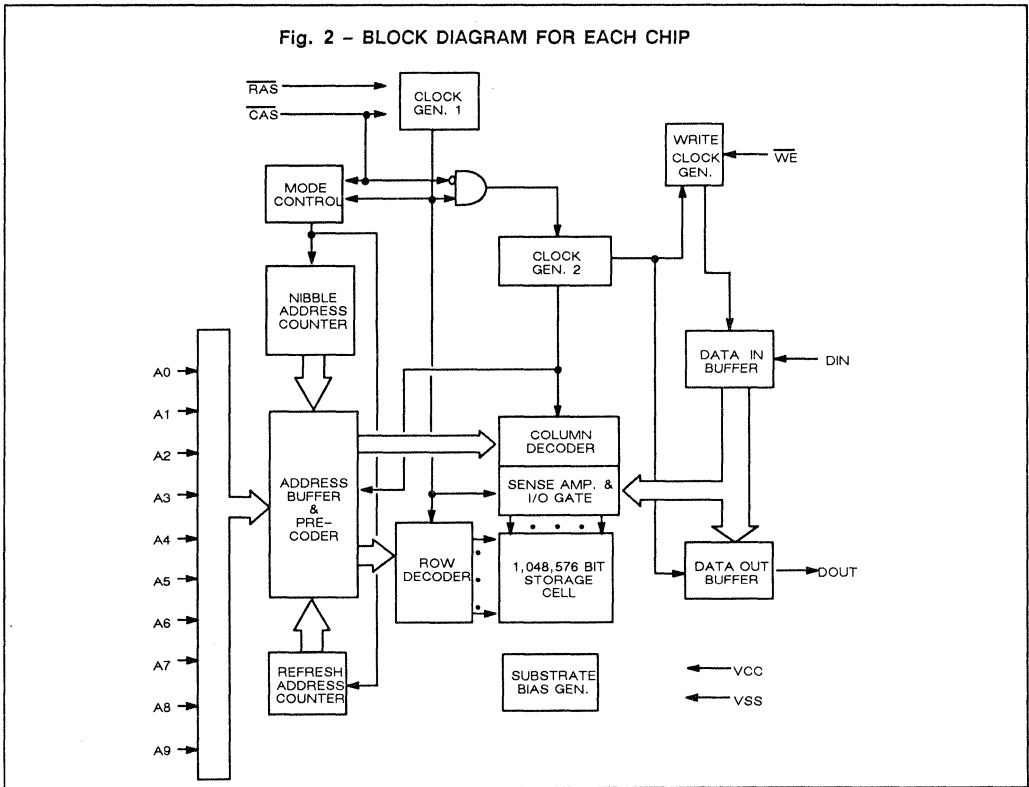 Fig. 2 – BLOCK DIAGRAM FOR EACH CHIP
RAS
CAS
CLOCK
GEN. 1
WRITE
CLOCK
GEN.
WE
MODE
CONTROL
CLOCK
GEN. 2
NIBBLE
ADDRESS
COUNTER
DATA IN
BUFFER
DIN
A0
A1
A2
A3
A4
A5
A6
A7
A8
A9
ADDRESS
BUFFER
&
PRE-
CODER
COLUMN
DECODER
SENSE AMP. &
I/O GATE
ROW
DECODER
1,048,576 BIT
STORAGE
CELL
DATA OUT
BUFFER
DOUT
REFRESH
ADDRESS
COUNTER
SUBSTRATE
BIAS GEN.
VCC
VSS